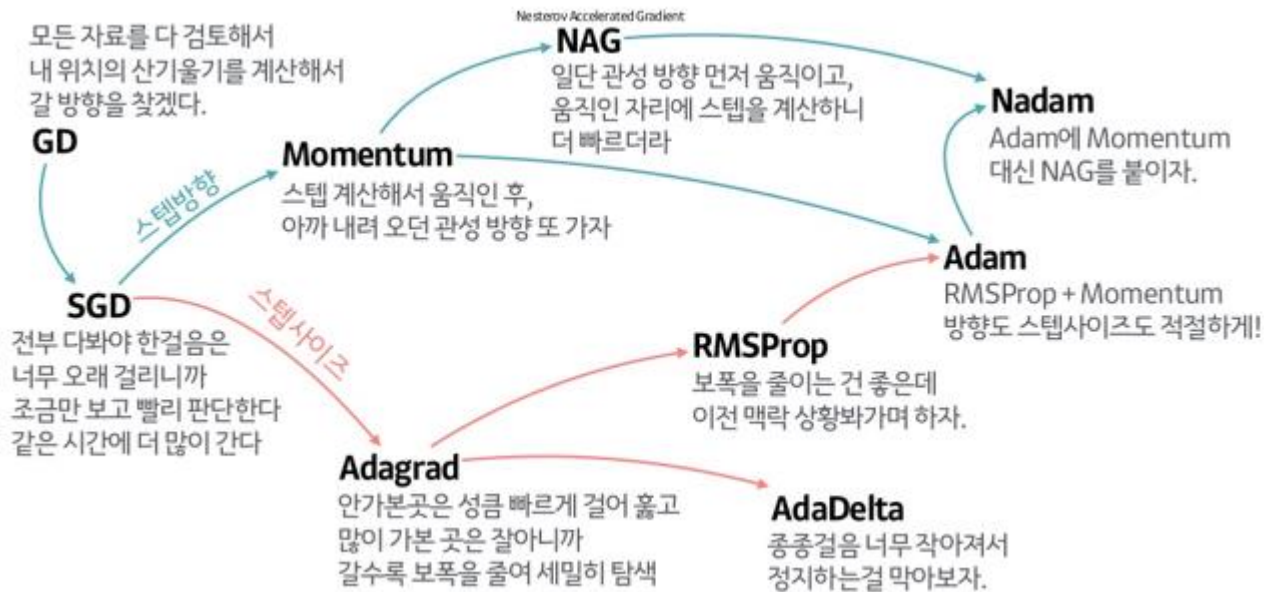 모든 자료를 다 검토해서
내 위치의 산기울기를 계산해서
갈 방향을 찾겠다.
GD
스텝방향
SGD
전부 다봐야 한걸음은
너무 오래 걸리니까
조금만 보고 빨리 판단한다
같은 시간에 더 많이 간다
Momentum
스텝 계산해서 움직인 후,
아까 내려 오던 관성 방향 또 가자
Nesterov Accelerated Gradient
NAG
일단 관성 방향 먼저 움직이고,
움직인 자리에 스텝을 계산하니
더 빠르더라
Nadam
Adam에 Momentum
대신 NAG를 붙이자.
Adam
RMSProp + Momentum
방향도 스텝사이즈도 적절하게!
스텝사이즈
RMSProp
보폭을 줄이는 건 좋은데
이전 맥락 상황봐가며 하자.
Adagrad
안가본곳은 성큼 빠르게 걸어 훑고
많이 가본 곳은 잘아니까
갈수록 보폭을 줄여 세밀히 탐색
AdaDelta
종종걸음 너무 작아져서
정지하는걸 막아보자.